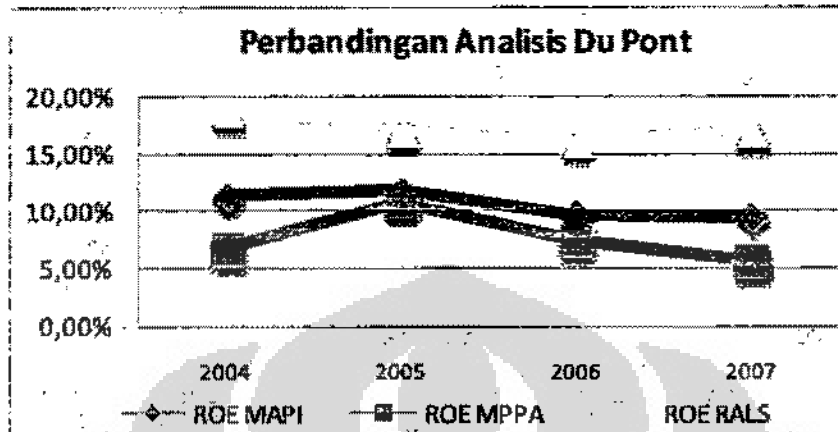 Perbandingan Analisis Du Pont
20,00%
15,00%
10,00%
5,00%
0,00%
2004 2005 2006 2007
ROE MAPI ROE MPPA ROE RALS